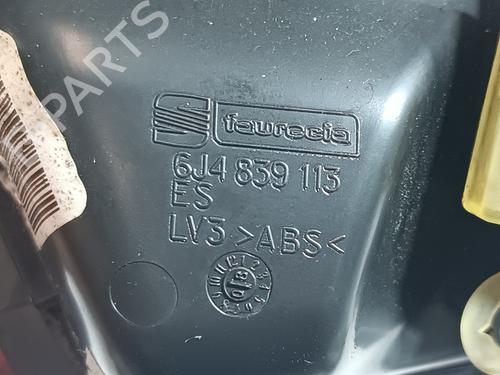 PARTS
faurecia
6J4 839 113
ES
LV3 >ABS<